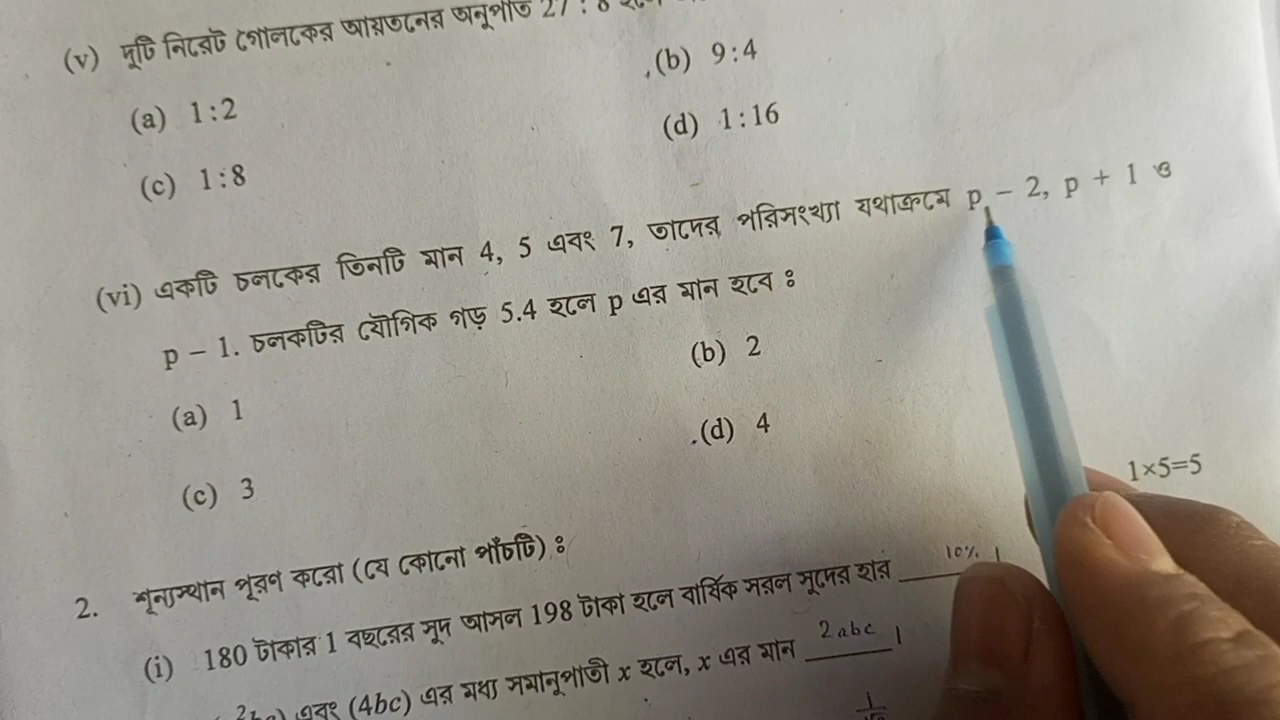 (v) দুটি নিরেট গোলকের আয়তনের অনুপাত 27 : 8
(a) 1:2
(b) 9:4
(c) 1:8
(d) 1:16
(vi) একটি চলকের তিনটি মান 4, 5 এবং 7, তাদের পরিসংখ্যা যথাক্রমে p – 2, p + 1 ও
p – 1. চলকটির যৌগিক গড় 5.4 হলে p এর মান হবে ঃ
(a) 1
(b) 2
(c) 3
(d) 4
1×5=5
2. শূন্যস্থান পূরণ করো (যে কোনো পাঁচটি) ঃ
(i) 180 টাকার 1 বছরের সুদ আসল 198 টাকা হলে বার্ষিক সরল সুদের হার 10% ।
এবং (4bc) এর মধ্য সমানুপাতী x হলে, x এর মান 2abc ।